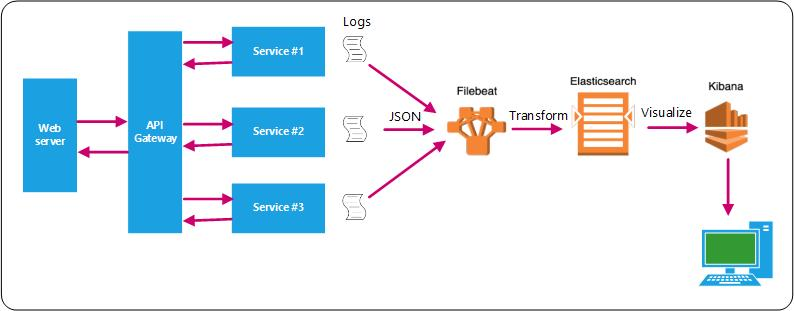 Logs
Service #1
Filebeat
Elasticsearch
Kibana
Web
server
API
Gateway
Service #2
JSON
Transform
Visualize
Service #3